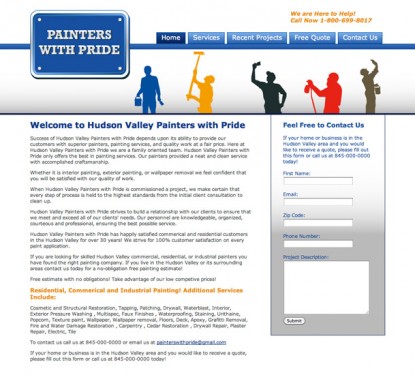 We are Here to Help!
Call Now 1-800-699-8017
PAINTERS
WITH PRIDE
Home
Services
Recent Projects
Free Quote
Contact Us
Welcome to Hudson Valley Painters with Pride
Success of Hudson Valley Painters with Pride depends upon its ability to provide our
customers with superior painters, painting services, and quality work at a fair price. Here at
Hudson Valley Painters with Pride we are a family oriented team. Hudson Valley Painters with
Pride only offers the best in painting services. Our painters provided a neat and clean service
with accomplished craftsmanship.
Whether it is interior painting, exterior painting, or wallpaper removal we feel confident that
you will be satisfied with our quality of work.
When Hudson Valley Painters with Pride is commissioned a project, we make certain that
every step of process is held to the highest standards from the initial client consultation to
clean up.
Hudson Valley Painters with Pride strives to build a relationship with our clients to ensure that
we meet and exceed all of our clients' needs. Our personnel are knowledgeable, organized,
courteous and professional, ensuring the best possible service.
Hudson Valley Painters with Pride has happily satisfied commercial and residential customers
in the Hudson Valley for over 30 years! We strive for 100% customer satisfaction on every
paint application.
If you are looking for skilled Hudson Valley commercial, residential, or industrial painters you
have found the right painting company. If you live in the Hudson Valley or its surrounding
areas contact us today for a no-obligation free painting estimate!
Free estimate with no obligations! Take advantage of our low competive prices!
Residential, Commerical and Industrial Painting! Additional Services
Include:
Cosmetic and Structural Restoration, Tapping, Patching, Drywall, Waterblast, Interior,
Exterior Pressure Washing , Multispec, Faux Finishes , Waterproofing, Staining, Urithane,
Popcorn, Texture paint, Wallpaper, Wallpaper removal, Floors, Deck, Apoxy, Grafitti Removal,
Fire and Water Damage Restoration , Carpentry , Cedar Restoration , Drywall Repair, Plaster
Repair, Electric, Tile
To contact us call us at 845-000-0000 or email us at painterswithpride@gmail.com
If your home or business is in the Hudson Valley and you would like to receive a quote,
please fill out this form or call us at 845-000-0000 today!
Feel Free to Contact Us
If your home or business is in the
Hudson Valley area and you would
like to receive a quote, please fill out
this form or call us at 845-000-0000
today!
First Name:
Email:
Zip Code:
Phone Number:
Project Description:
Submit